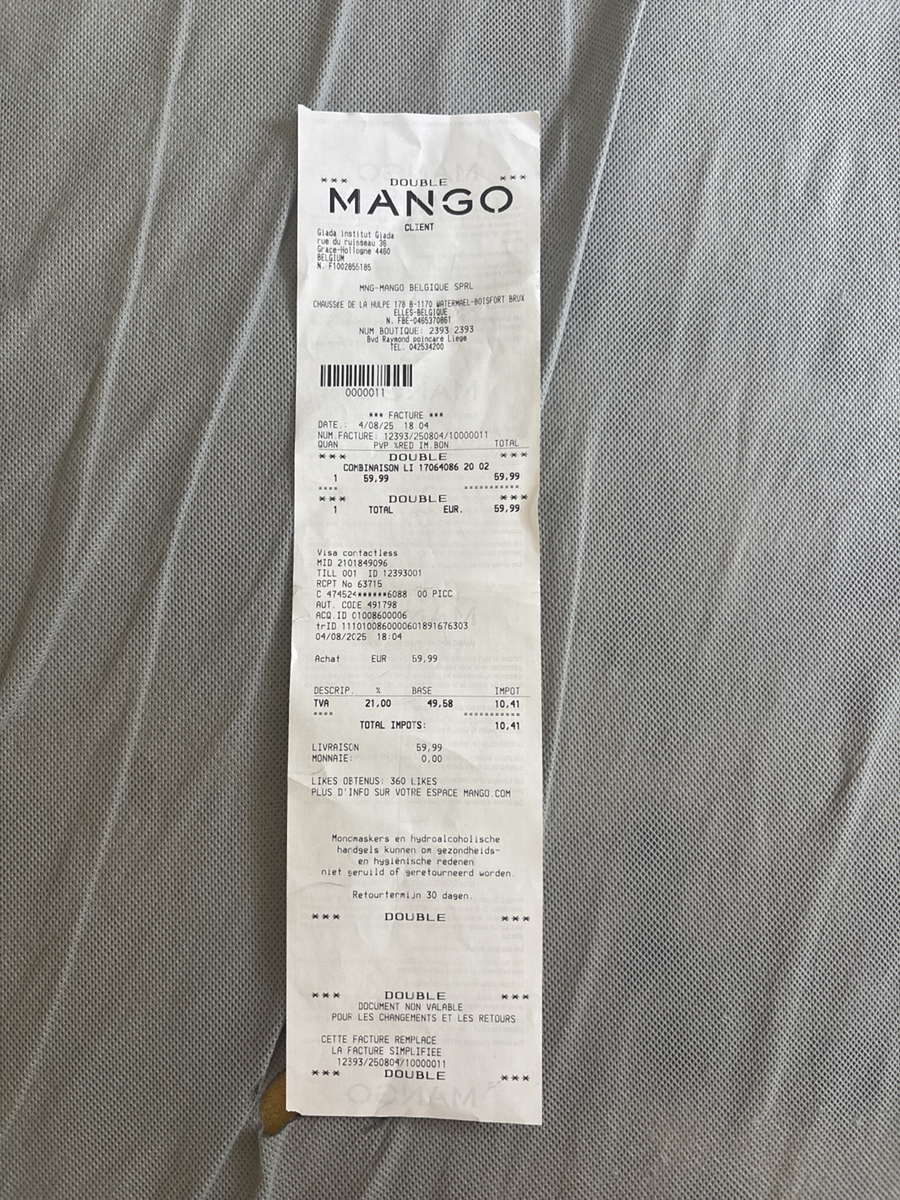 *** DOUBLE ***
MANGO
CLIENT
Giada Institut Giada
rue du ruisseau 36
Grace-Hollogne 4460
BELGIUM
N. F1002855185
MNG-MANGO BELGIQUE SPRL
CHAUSSéE DE LA HULPE 178 B-1170 WATERMAEL-BOISFORT BRUX
ELLES-BELGIQUE
N. FBE-0465370861
NUM BOUTIQUE: 2393 2393
Bvd Raymond poincare Liege
TEL. 042534200
0000011
*** FACTURE ***
DATE.: 4/08/25 18 04
NUM.FACTURE: 12393/250804/10000011
QUAN PVP %RED IM.BON TOTAL
*** DOUBLE ***
COMBINAISON LI 17064086 20 02
1 59,99 59,99
==== ===========
*** DOUBLE ***
1 TOTAL EUR. 59,99
Visa contactless
MID 2101849096
TILL 001 ID 12393001
RCPT No 63715
C 474524******6088 00 PICC
AUT. CODE 491798
ACQ.ID 01008600006
trID 1110100860000601891676303
04/08/2025 18:04
Achat EUR 59,99
DESCRIP. % BASE IMPOT
TVA 21,00 49,58 10,41
==== ===========
TOTAL IMPOTS: 10,41
LIVRAISON 59,99
MONNAIE: 0,00
LIKES OBTENUS: 360 LIKES
PLUS D'INFO SUR VOTRE ESPACE MANGO.COM
Mondmaskers en hydroalcoholische
handgels kunnen om gezondheids-
en hygiënische redenen
niet geruild of geretourneerd worden.
Retourtermijn 30 dagen.
*** DOUBLE ***
*** DOUBLE ***
DOCUMENT NON VALABLE
POUR LES CHANGEMENTS ET LES RETOURS
CETTE FACTURE REMPLACE
LA FACTURE SIMPLIFIEE
12393/250804/10000011
*** DOUBLE ***